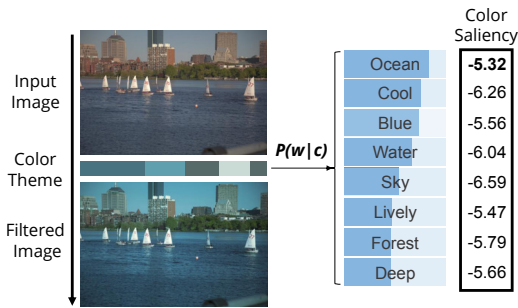 Input
Image
Color
Theme
Filtered
Image
P(w|c)
Color
Saliency
Ocean -5.32
Cool -6.26
Blue -5.56
Water -6.04
Sky -6.59
Lively -5.47
Forest -5.79
Deep -5.66